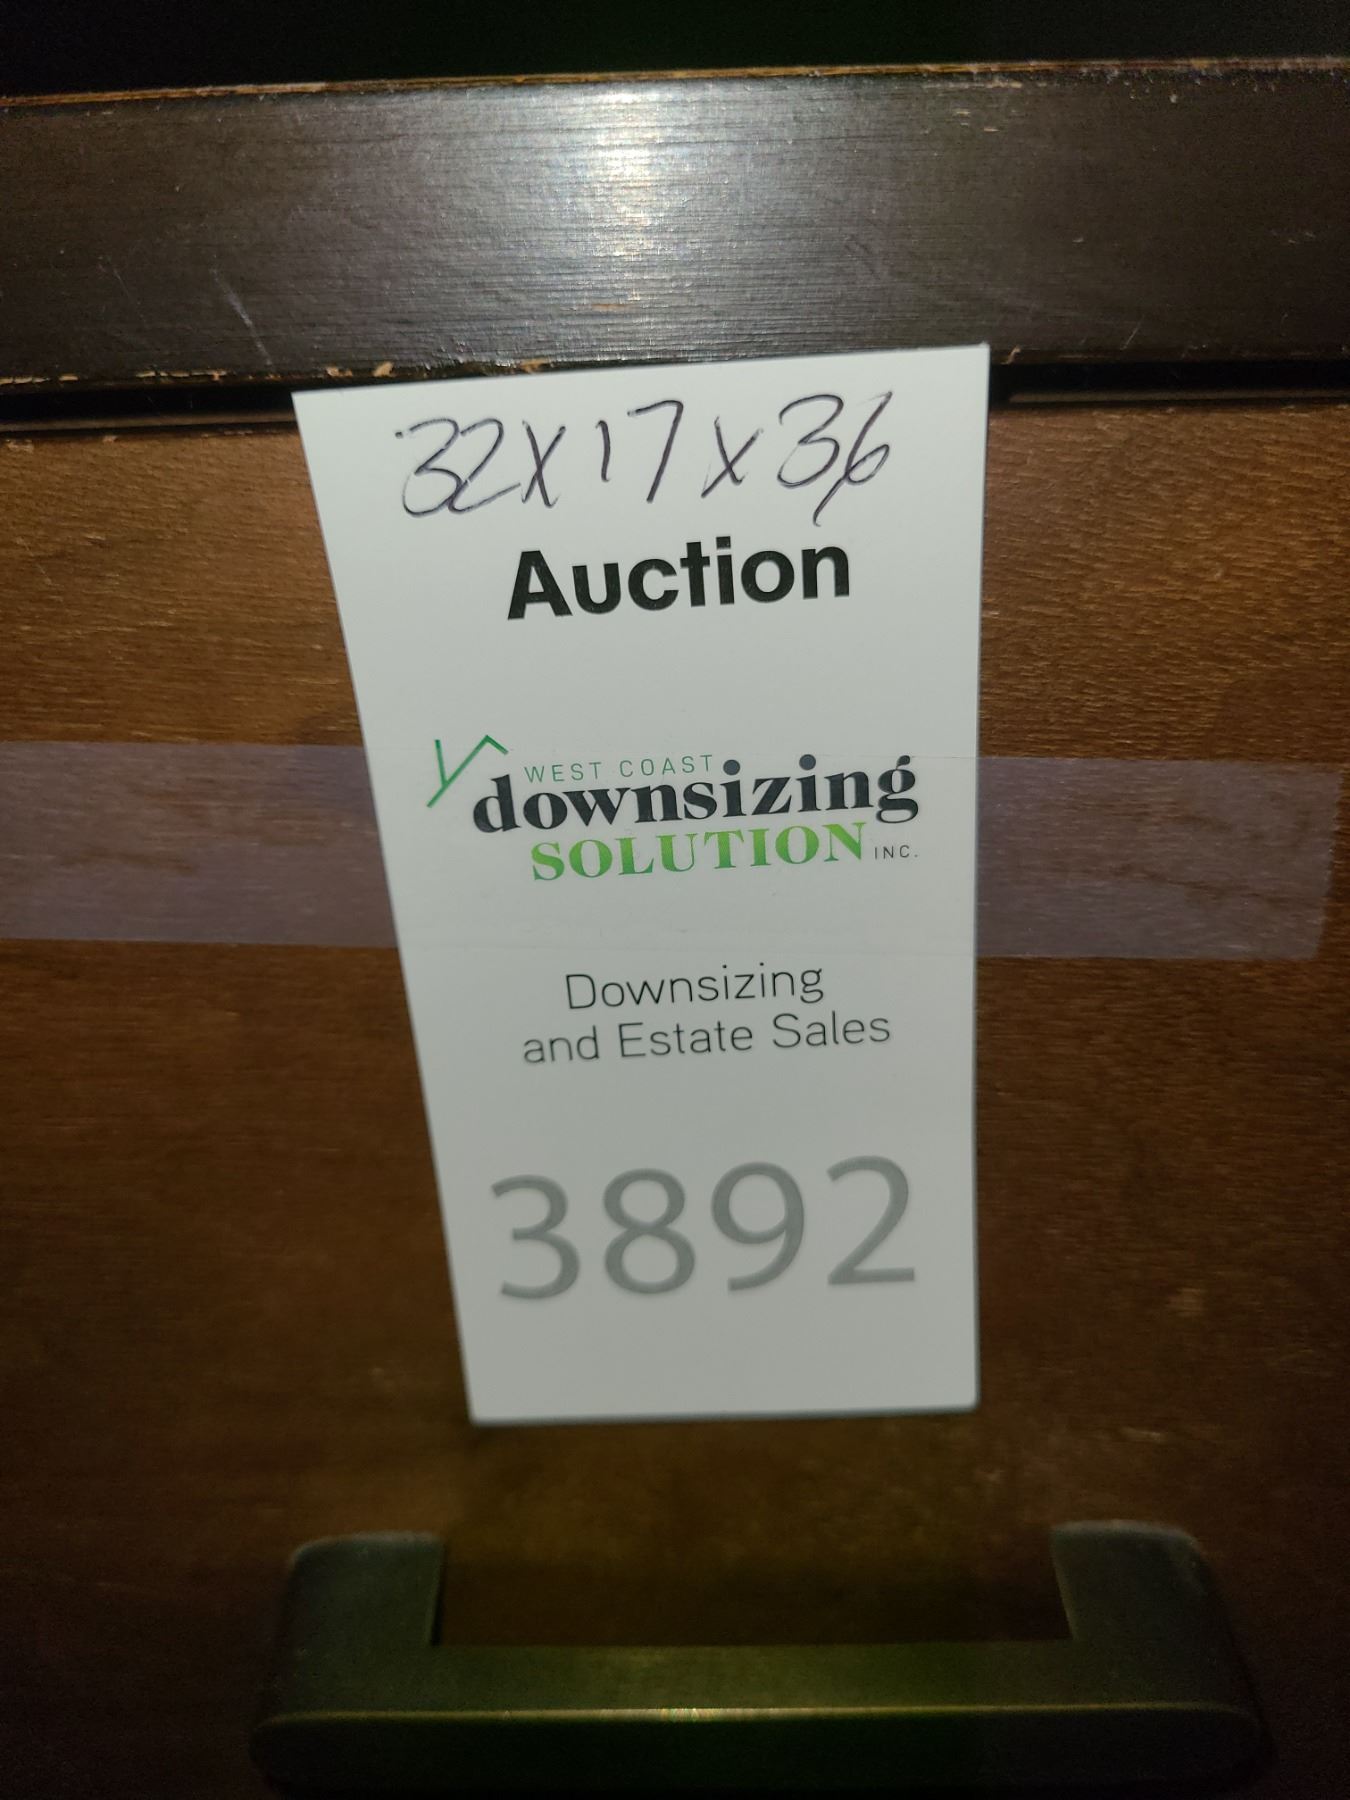 32x17x36
Auction
WEST COAST
downsizing
SOLUTION INC.
Downsizing
and Estate Sales
3892